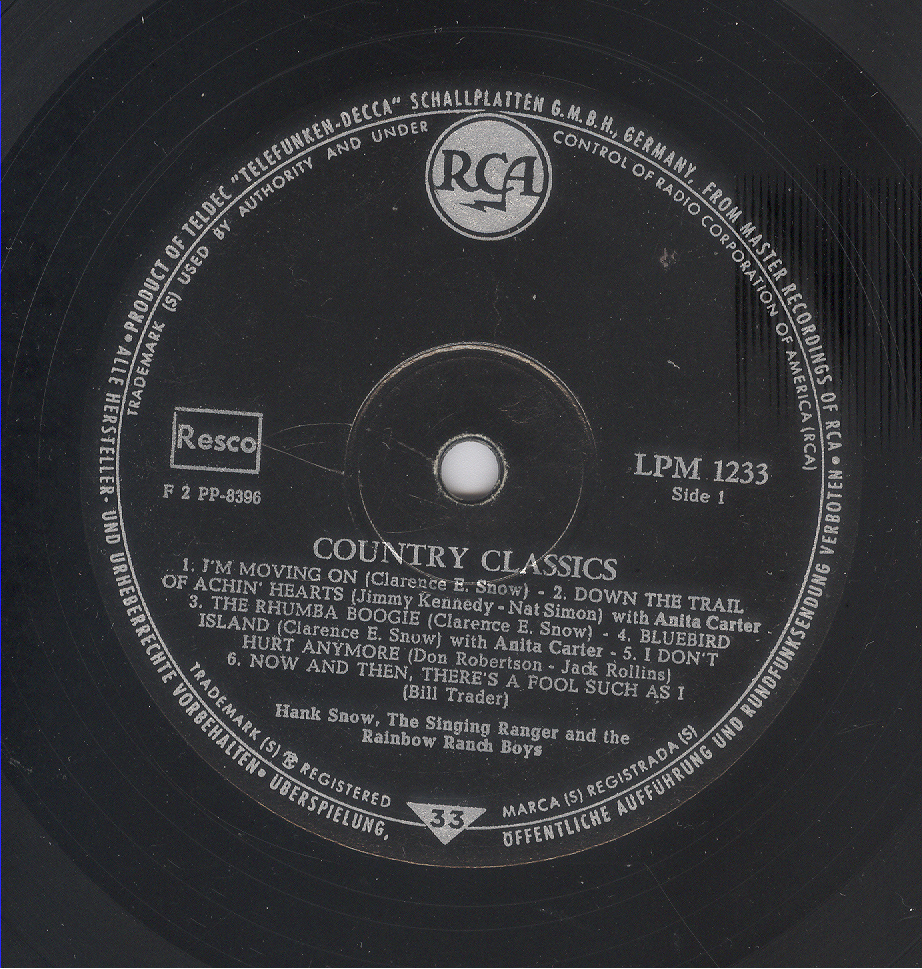 • PRODUCT OF TELDEC "TELEFUNKEN-DECCA" SCHALLPLATTEN G.M.B.H., GERMANY, FROM MASTER RECORDINGS OF RCA •
TRADEMARK (S) USED BY AUTHORITY AND UNDER CONTROL OF RADIO CORPORATION OF AMERICA (RCA)
RCA
Resco
F 2 PP-8396
LPM 1233
Side 1
COUNTRY CLASSICS
1. I'M MOVING ON (Clarence E. Snow) - 2. DOWN THE TRAIL
OF ACHIN' HEARTS (Jimmy Kennedy - Nat Simon) with Anita Carter
3. THE RHUMBA BOOGIE (Clarence E. Snow) - 4. BLUEBIRD
ISLAND (Clarence E. Snow) with Anita Carter - 5. I DON'T
HURT ANYMORE (Don Robertson - Jack Rollins)
6. NOW AND THEN, THERE'S A FOOL SUCH AS I
(Bill Trader)
Hank Snow, The Singing Ranger and the
Rainbow Ranch Boys
TRADEMARK (S) ® REGISTERED
MARCA (S) REGISTRADA (S)
33
ALLE HERSTELLER- UND URHEBERRECHTE VORBEHALTEN • ÜBERSPIELUNG, ÖFFENTLICHE AUFFÜHRUNG UND RUNDFUNKSENDUNG VERBOTEN